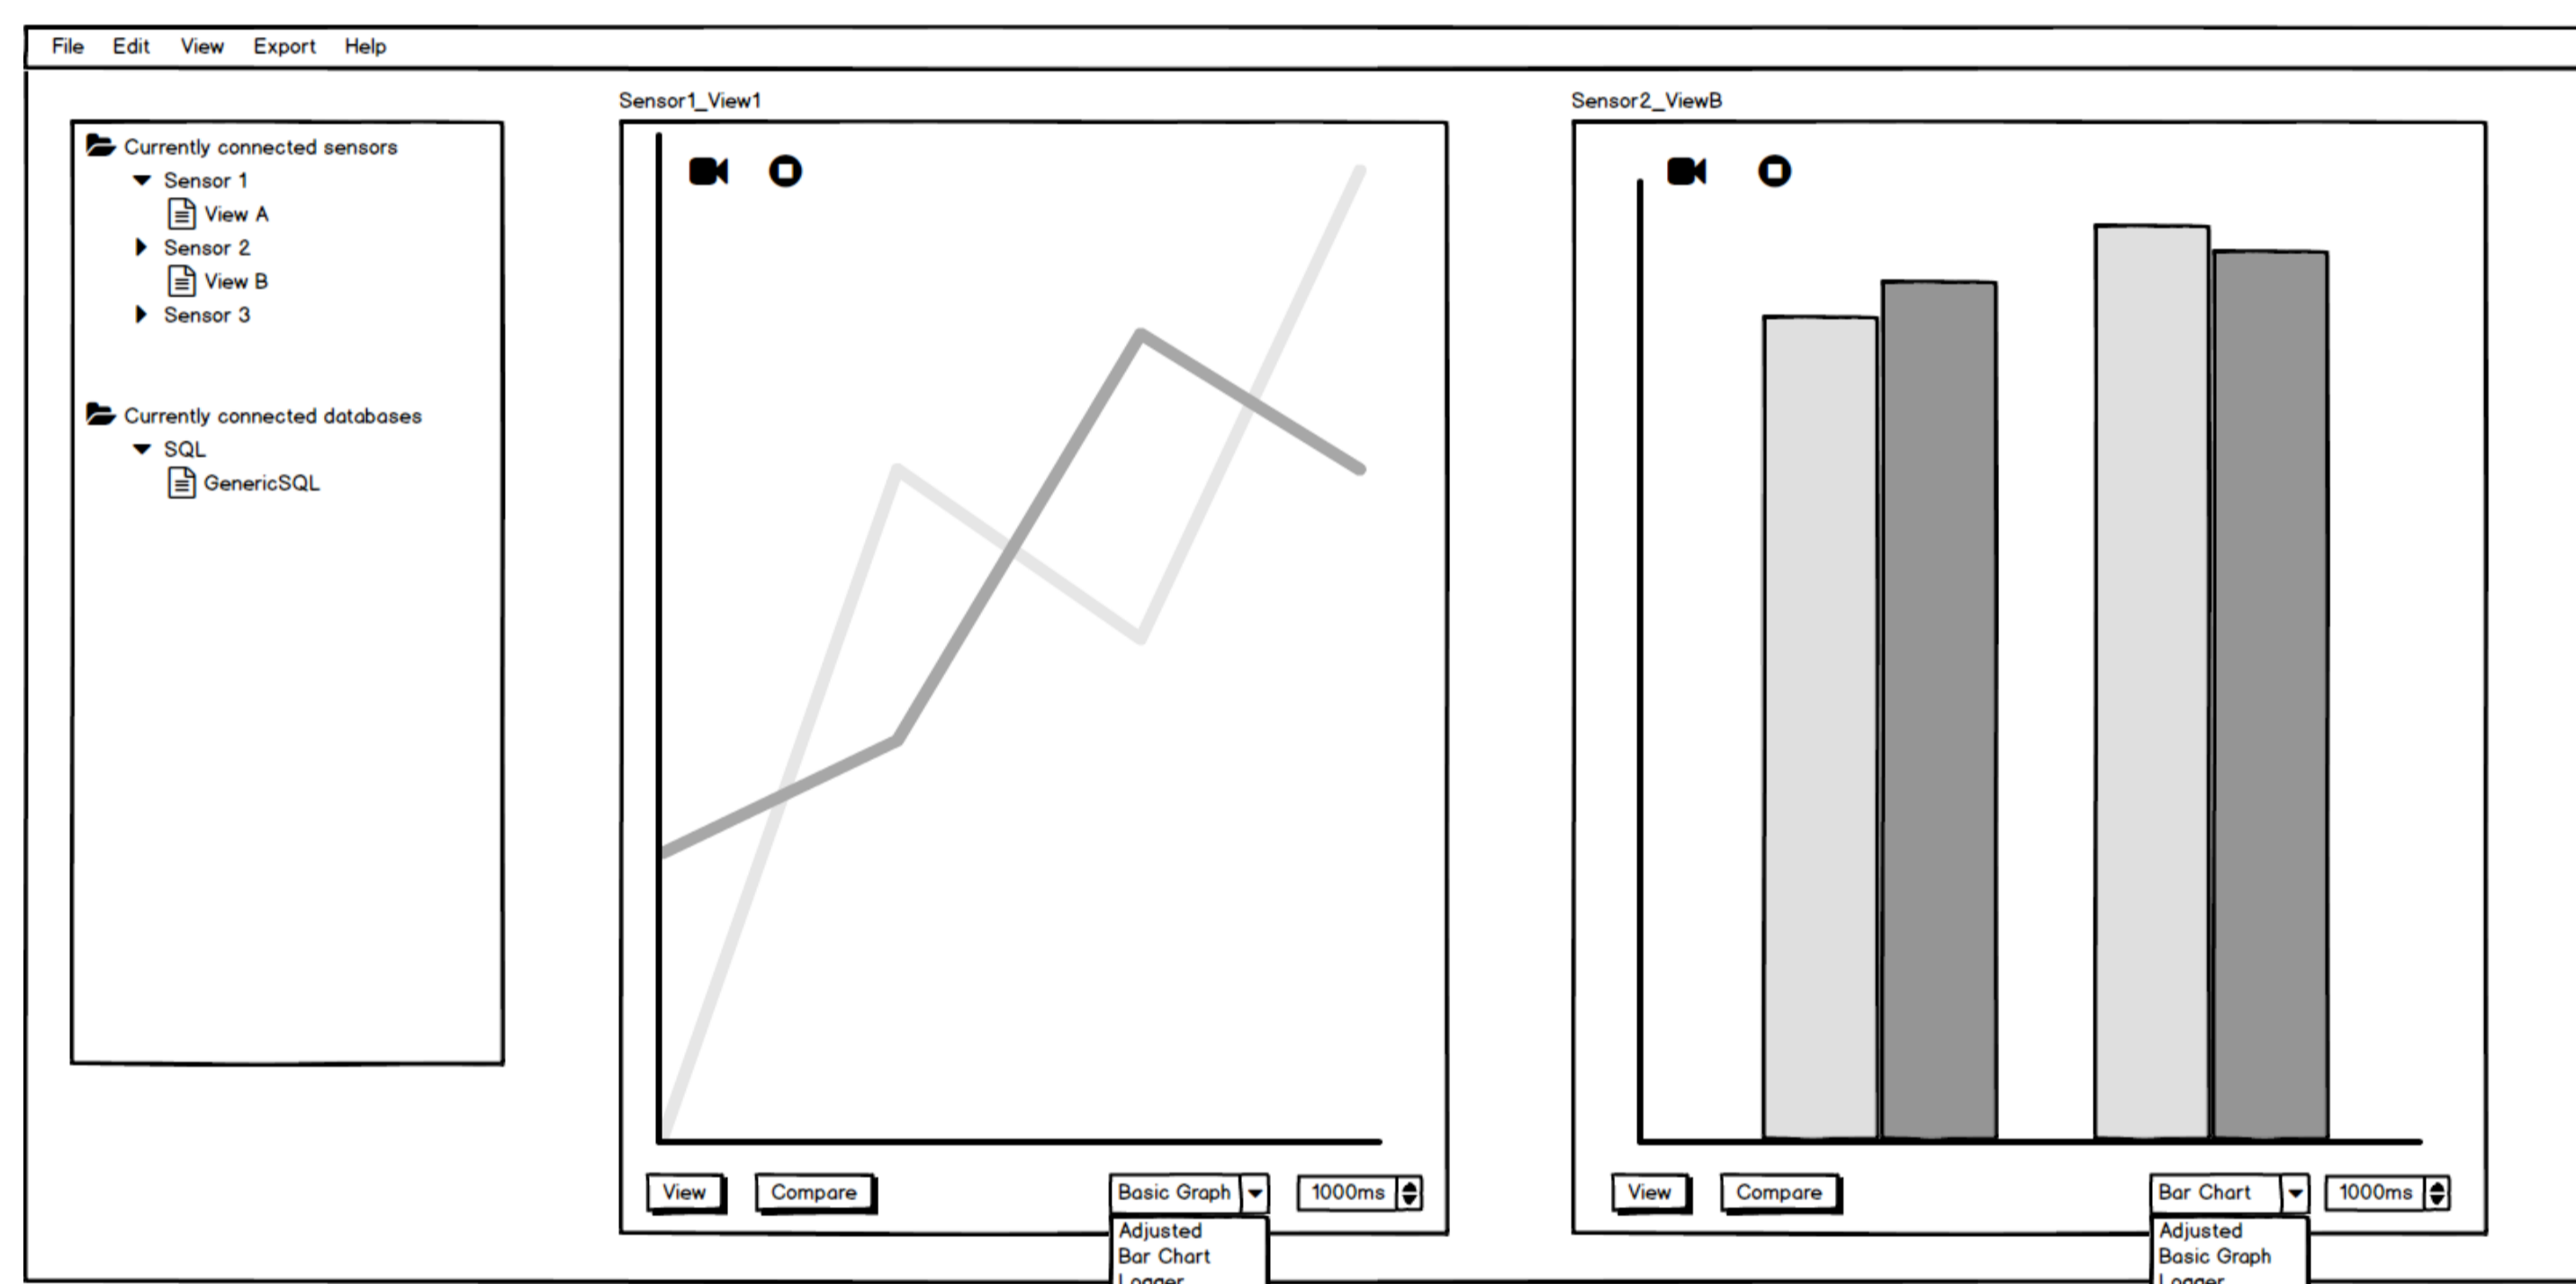 File Edit View Export Help
Currently connected sensors
Sensor 1
View A
Sensor 2
View B
Sensor 3
Currently connected databases
SQL
GenericSQL
Sensor1_View1
View Compare Basic Graph 1000ms
Adjusted
Bar Chart
Logger
Sensor2_ViewB
View Compare Bar Chart 1000ms
Adjusted
Basic Graph
Logger